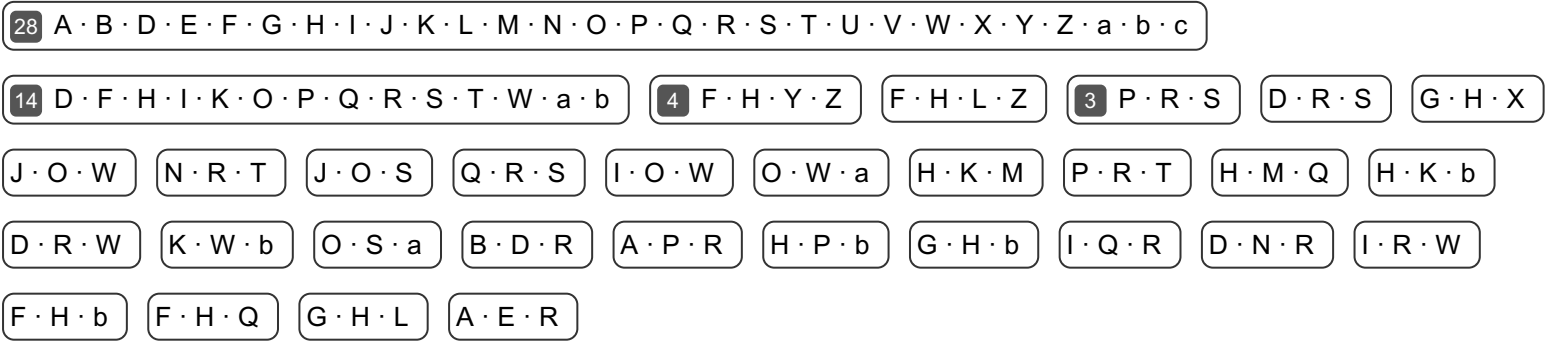 28 A · B · D · E · F · G · H · I · J · K · L · M · N · O · P · Q · R · S · T · U · V · W · X · Y · Z · a · b · c
14 D · F · H · I · K · O · P · Q · R · S · T · W · a · b 4 F · H · Y · Z F · H · L · Z 3 P · R · S D · R · S G · H · X
J · O · W N · R · T J · O · S Q · R · S I · O · W O · W · a H · K · M P · R · T H · M · Q H · K · b
D · R · W K · W · b O · S · a B · D · R A · P · R H · P · b G · H · b I · Q · R D · N · R I · R · W
F · H · b F · H · Q G · H · L A · E · R